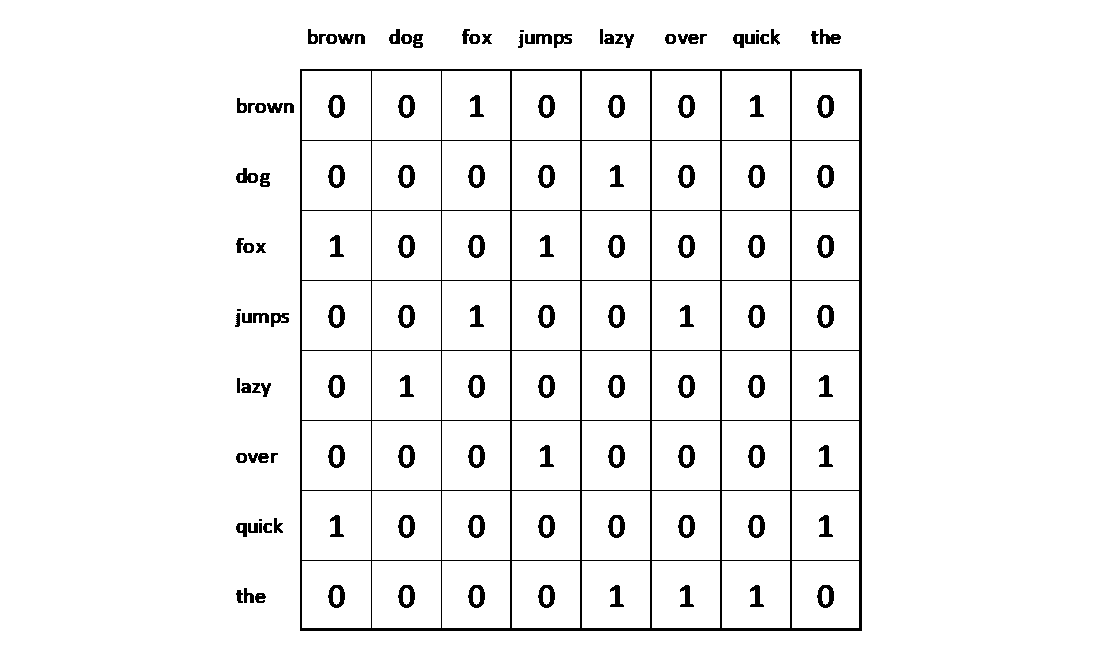 brown dog fox jumps lazy over quick the
brown 0 0 1 0 0 0 1 0
dog 0 0 0 0 1 0 0 0
fox 1 0 0 1 0 0 0 0
jumps 0 0 1 0 0 1 0 0
lazy 0 1 0 0 0 0 0 1
over 0 0 0 1 0 0 0 1
quick 1 0 0 0 0 0 0 1
the 0 0 0 0 1 1 1 0